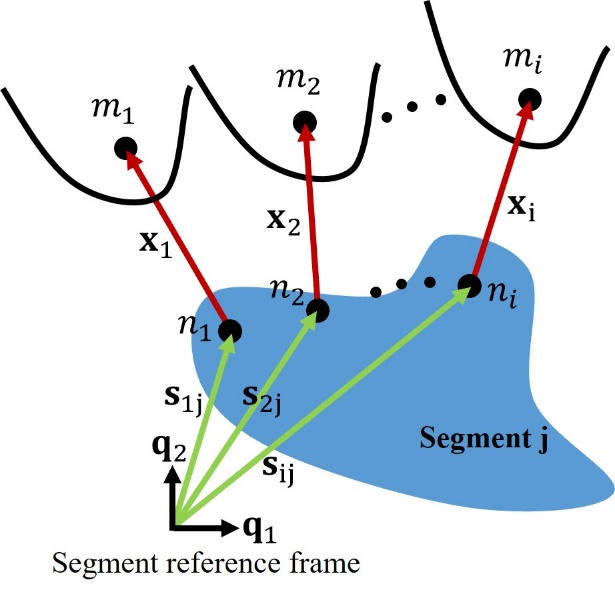 m₁
m₂
mᵢ
x₁
x₂
xᵢ
n₁
n₂
nᵢ
s₁ⱼ
s₂ⱼ
sᵢⱼ
Segment j
q₂
q₁
Segment reference frame